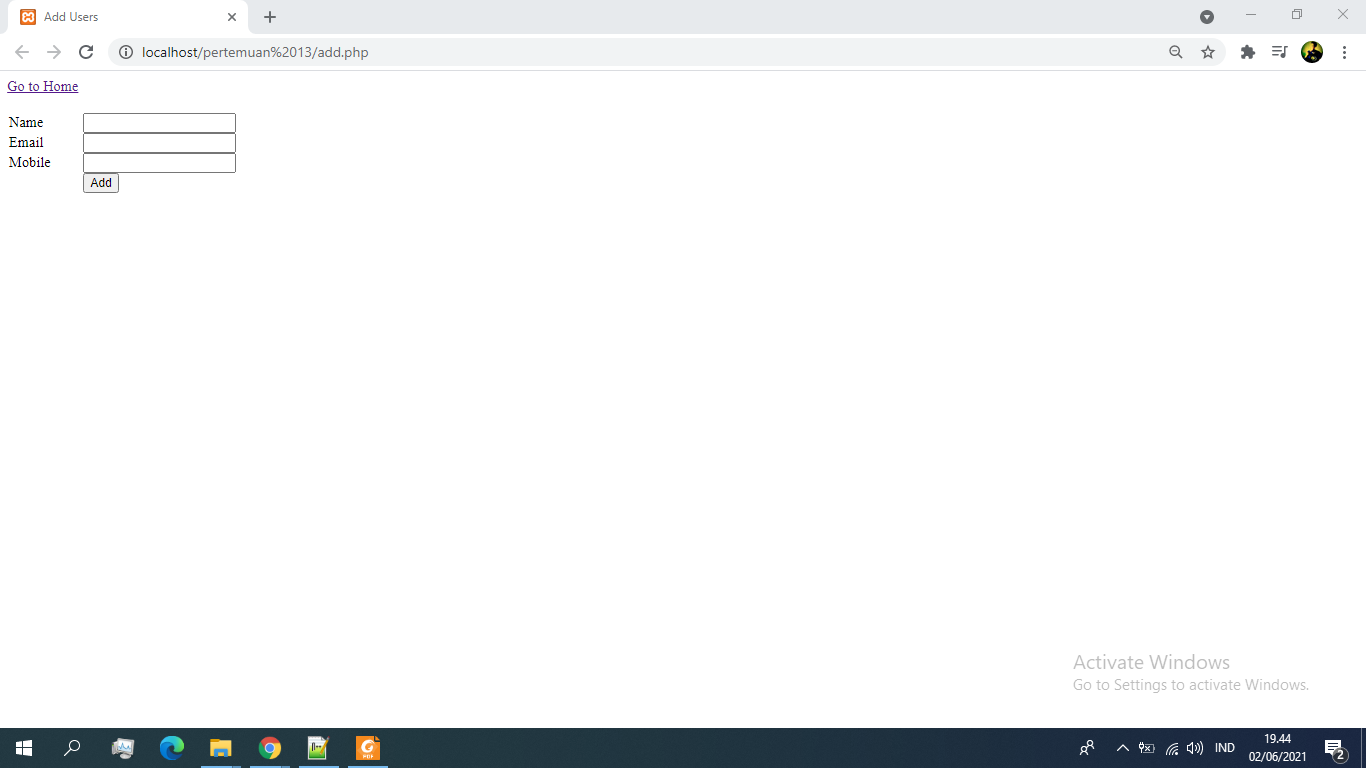 Add Users
localhost/pertemuan%2013/add.php
Go to Home
Name
Email
Mobile
Add
Activate Windows
Go to Settings to activate Windows.
IND
19.44
02/06/2021
2